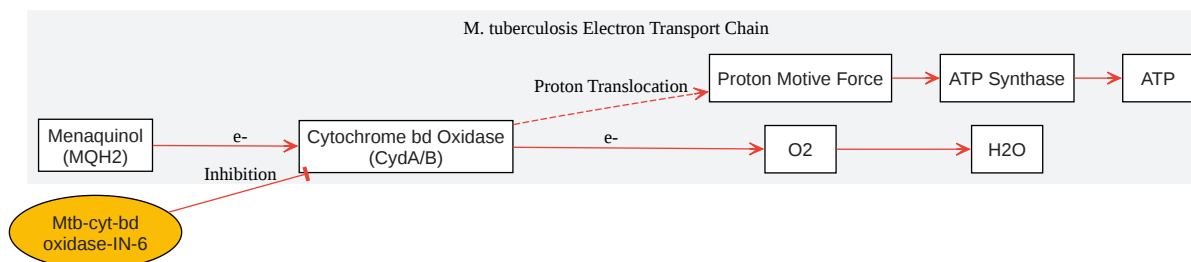 M. tuberculosis Electron Transport Chain
Proton Motive Force
ATP Synthase
ATP
Proton Translocation
Menaquinol
(MQH2)
e-
Cytochrome bd Oxidase
(CydA/B)
e-
O2
H2O
Inhibition
Mtb-cyt-bd
oxidase-IN-6